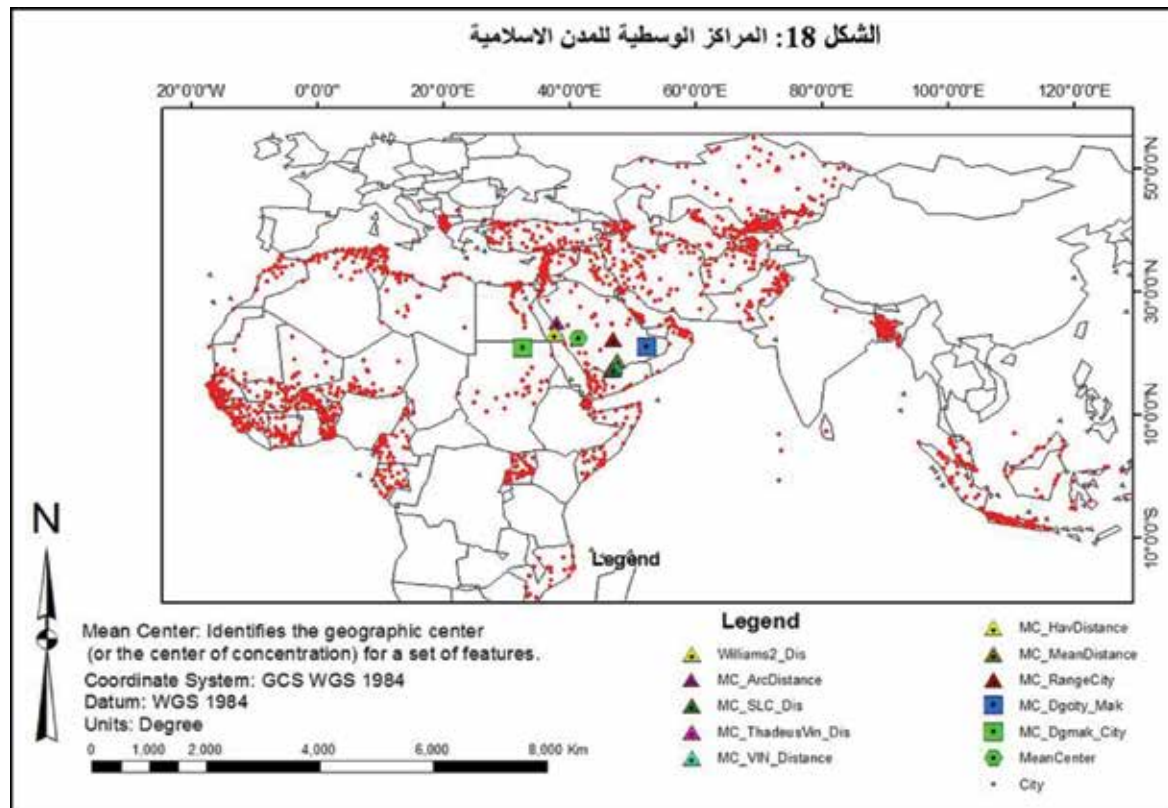 الشكل 18: المراكز الوسطية للمدن الاسلامية
20°0'0"W 0°0'0" 20°0'0"E 40°0'0"E 60°0'0"E 80°0'0"E 100°0'0"E 120°0'0"E
50°0'0"N
30°0'0"N
10°0'0"N
10°0'0"S
Legend
N
Mean Center: Identifies the geographic center
(or the center of concentration) for a set of features.
Coordinate System: GCS WGS 1984
Datum: WGS 1984
Units: Degree
0 1,000 2,000 4,000 6,000 8,000 Km
Legend
Williams2_Dis
MC_ArcDistance
MC_SLC_Dis
MC_ThadeusVin_Dis
MC_VIN_Distance
MC_HavDistance
MC_MeanDistance
MC_RangeCity
MC_Dgcity_Mak
MC_Dgmak_City
MeanCenter
City